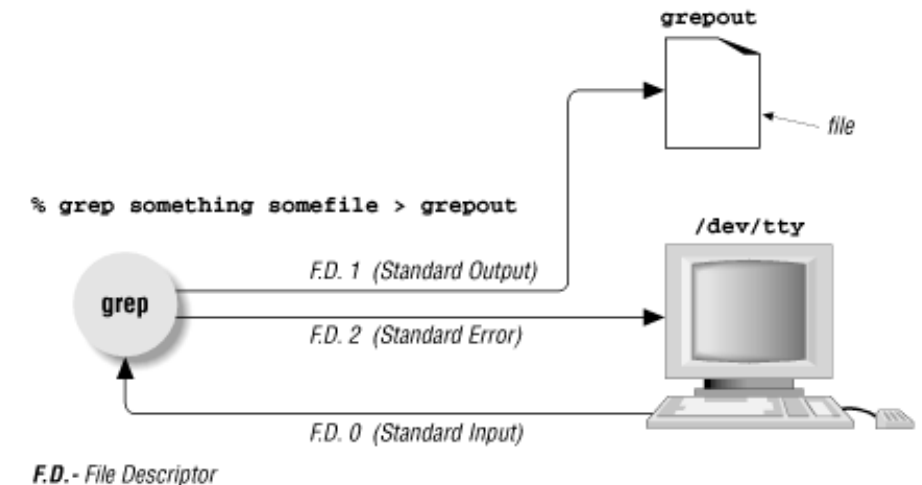 grepout
file
% grep something somefile > grepout
/dev/tty
F.D. 1 (Standard Output)
grep
F.D. 2 (Standard Error)
F.D. 0 (Standard Input)
F.D.- File Descriptor